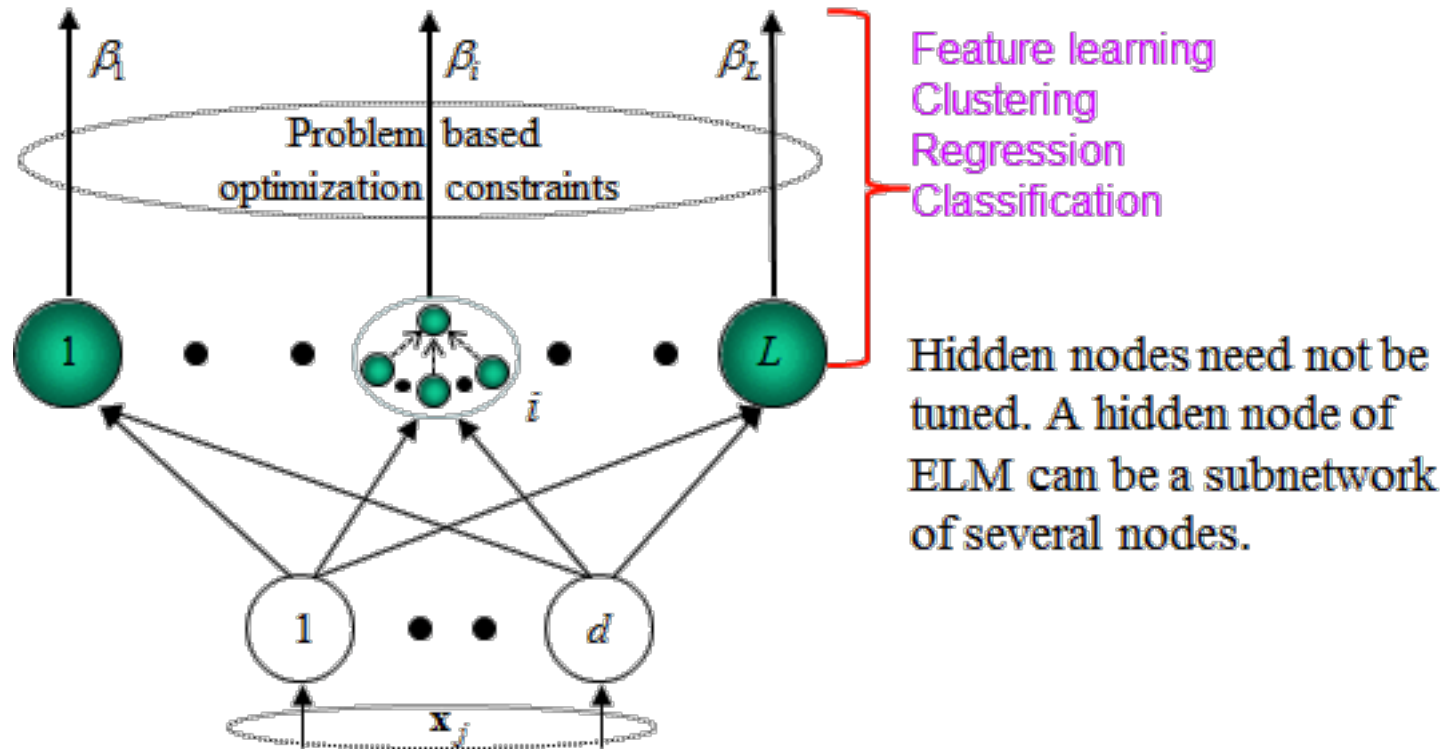 β₁
βᵢ
β_L
Feature learning
Clustering
Regression
Classification
Problem based
optimization constraints
1
i
L
Hidden nodes need not be
tuned. A hidden node of
ELM can be a subnetwork
of several nodes.
1
d
xⱼ